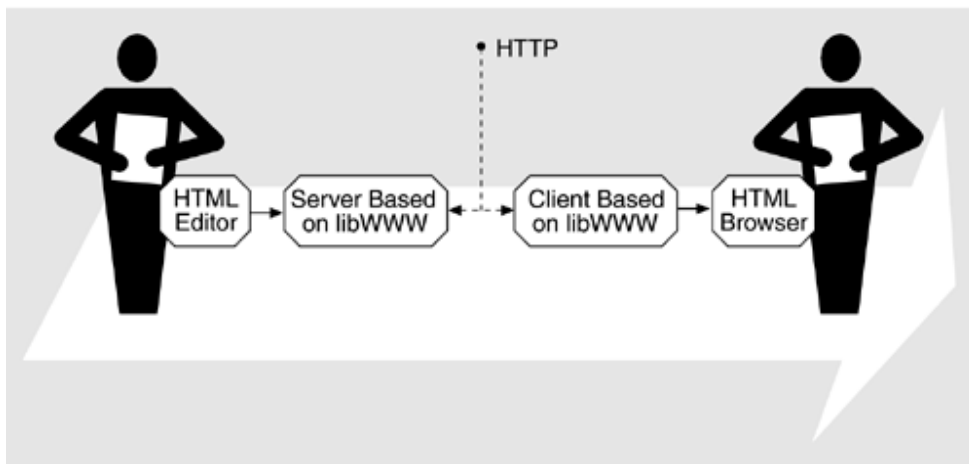 HTTP
HTML
Editor
Server Based
on libWWW
Client Based
on libWWW
HTML
Browser